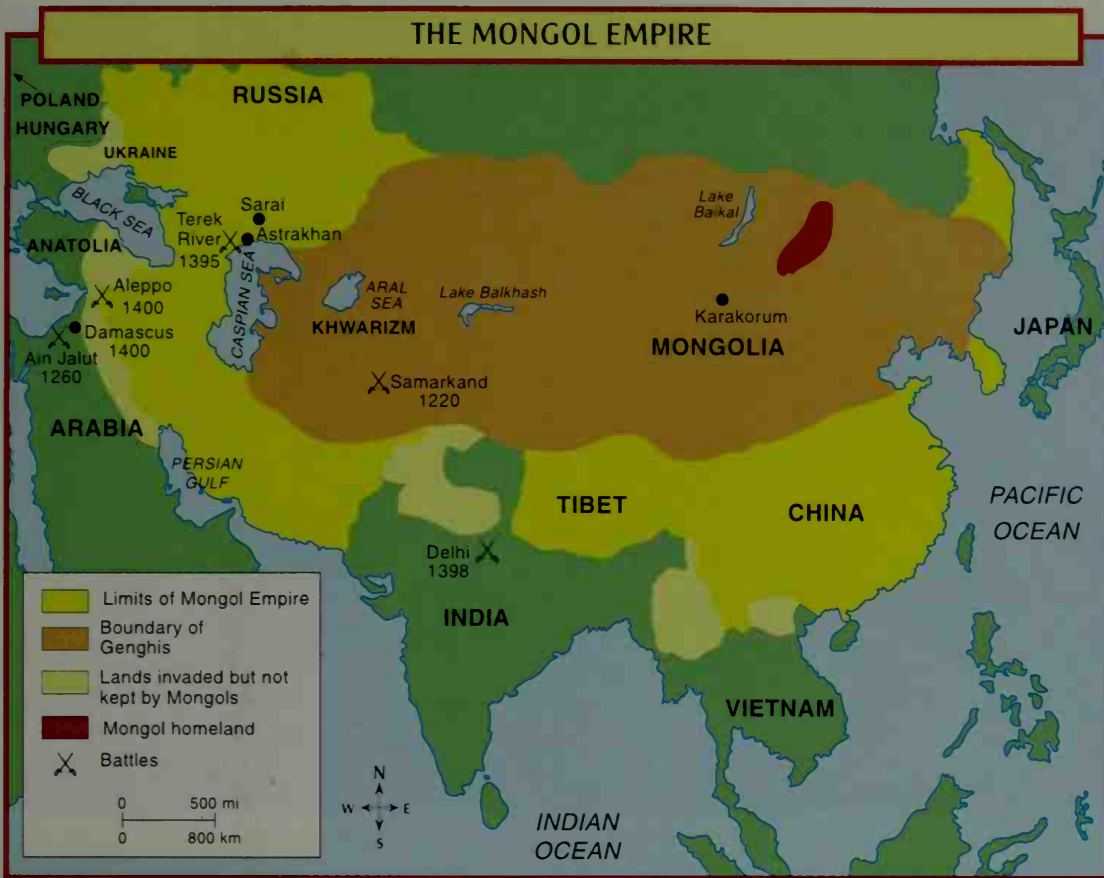 THE MONGOL EMPIRE
POLAND
HUNGARY
RUSSIA
UKRAINE
BLACK SEA
Sarai
Terek
River
1395
Astrakhan
ANATOLIA
CASPIAN SEA
Aleppo
1400
Damascus
1400
Ain Jalut
1260
ARABIA
PERSIAN
GULF
ARAL
SEA
KHWARIZM
Lake Balkhash
Samarkand
1220
Lake
Baikal
Karakorum
MONGOLIA
JAPAN
TIBET
CHINA
PACIFIC
OCEAN
Delhi
1398
INDIA
VIETNAM
INDIAN
OCEAN
Limits of Mongol Empire
Boundary of
Genghis
Lands invaded but not
kept by Mongols
Mongol homeland
Battles
0 500 mi
0 800 km
N
W E
S